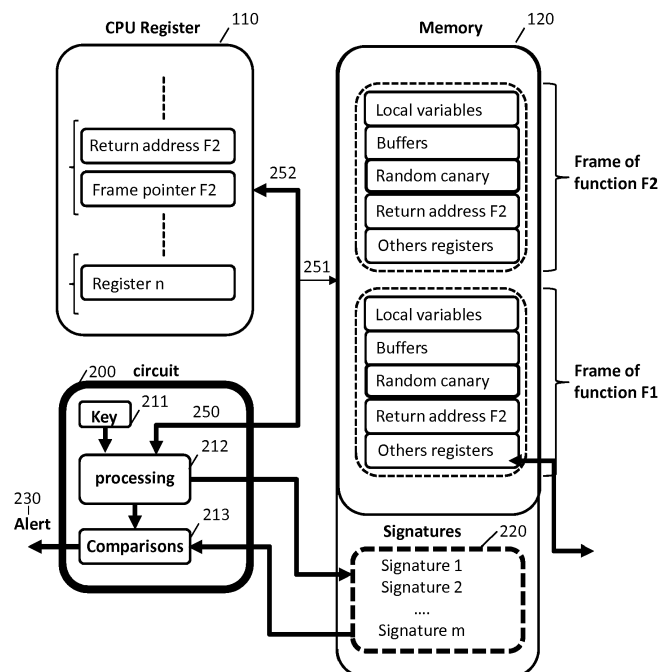 CPU Register
110
Memory
120
Return address F2
Frame pointer F2
Register n
252
251
Local variables
Buffers
Random canary
Return address F2
Others registers
Frame of
function F2
Local variables
Buffers
Random canary
Return address F2
Others registers
Frame of
function F1
200
circuit
Key
211
250
212
processing
213
Comparisons
230
Alert
Signatures
220
Signature 1
Signature 2
....
Signature m